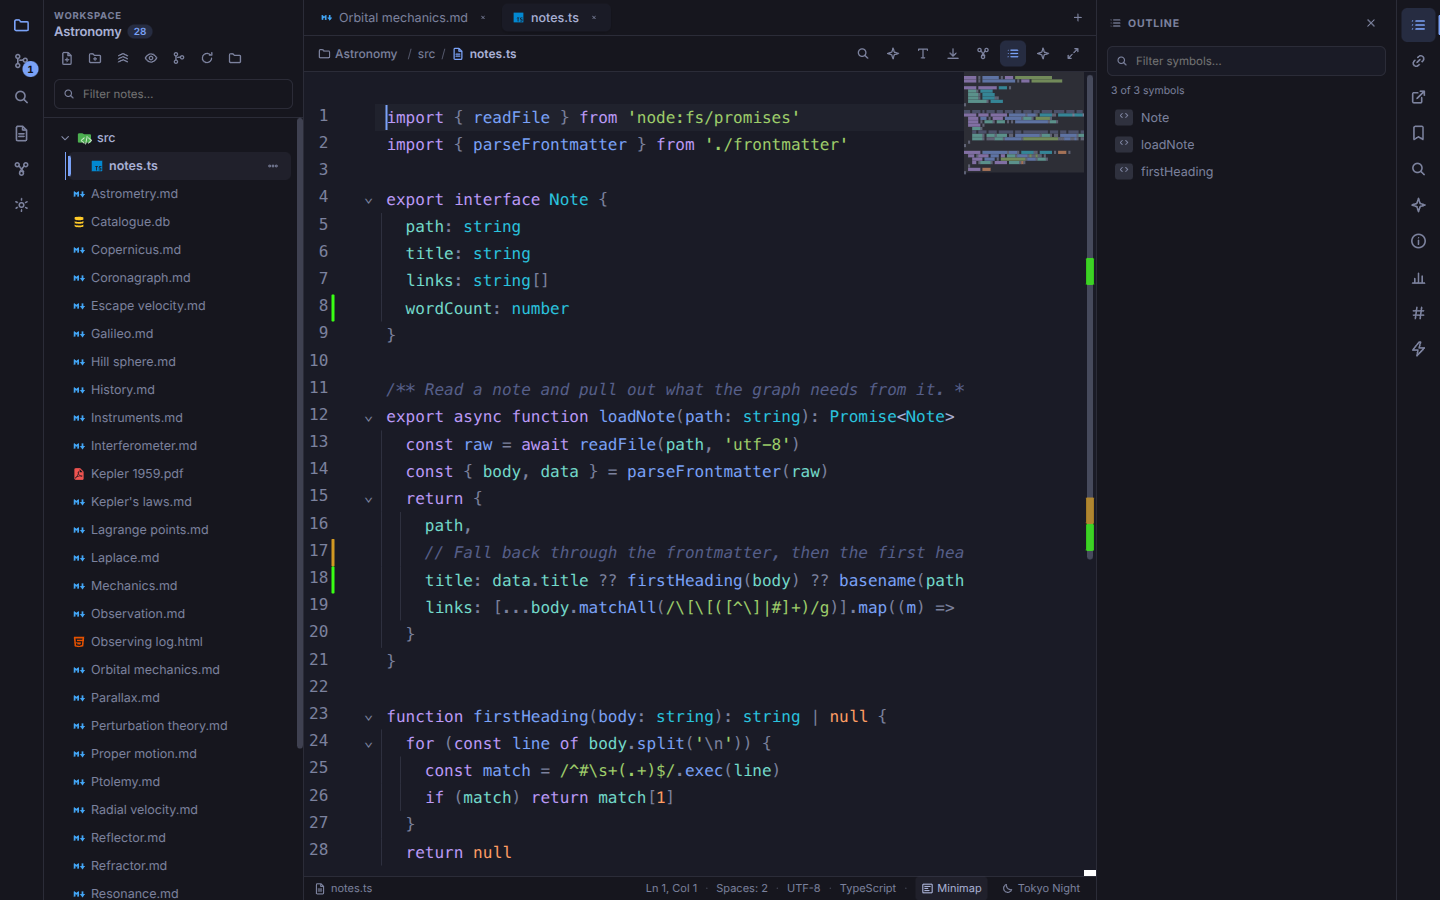 WORKSPACE
Astronomy 28
1
Filter notes...
src
notes.ts
Astrometry.md
Catalogue.db
Copernicus.md
Coronagraph.md
Escape velocity.md
Galileo.md
Hill sphere.md
History.md
Instruments.md
Interferometer.md
Kepler 1959.pdf
Kepler's laws.md
Lagrange points.md
Laplace.md
Mechanics.md
Observation.md
Observing log.html
Orbital mechanics.md
Parallax.md
Perturbation theory.md
Proper motion.md
Ptolemy.md
Radial velocity.md
Reflector.md
Refractor.md
Resonance.md
Orbital mechanics.md × notes.ts × +
Astronomy / src / notes.ts
1 import { readFile } from 'node:fs/promises'
2 import { parseFrontmatter } from './frontmatter'
3
4 export interface Note {
5 path: string
6 title: string
7 links: string[]
8 wordCount: number
9 }
10
11 /** Read a note and pull out what the graph needs from it. *
12 export async function loadNote(path: string): Promise<Note>
13 const raw = await readFile(path, 'utf-8')
14 const { body, data } = parseFrontmatter(raw)
15 return {
16 path,
17 // Fall back through the frontmatter, then the first hea
18 title: data.title ?? firstHeading(body) ?? basename(path
19 links: [...body.matchAll(/\[\[([^\]|#]+)/g)].map((m) =>
20 }
21 }
22
23 function firstHeading(body: string): string | null {
24 for (const line of body.split('\n')) {
25 const match = /^#\s+(.+)$/.exec(line)
26 if (match) return match[1]
27 }
28 return null
notes.ts
Ln 1, Col 1 · Spaces: 2 · UTF-8 · TypeScript · Minimap Tokyo Night
OUTLINE ×
Filter symbols...
3 of 3 symbols
Note
loadNote
firstHeading